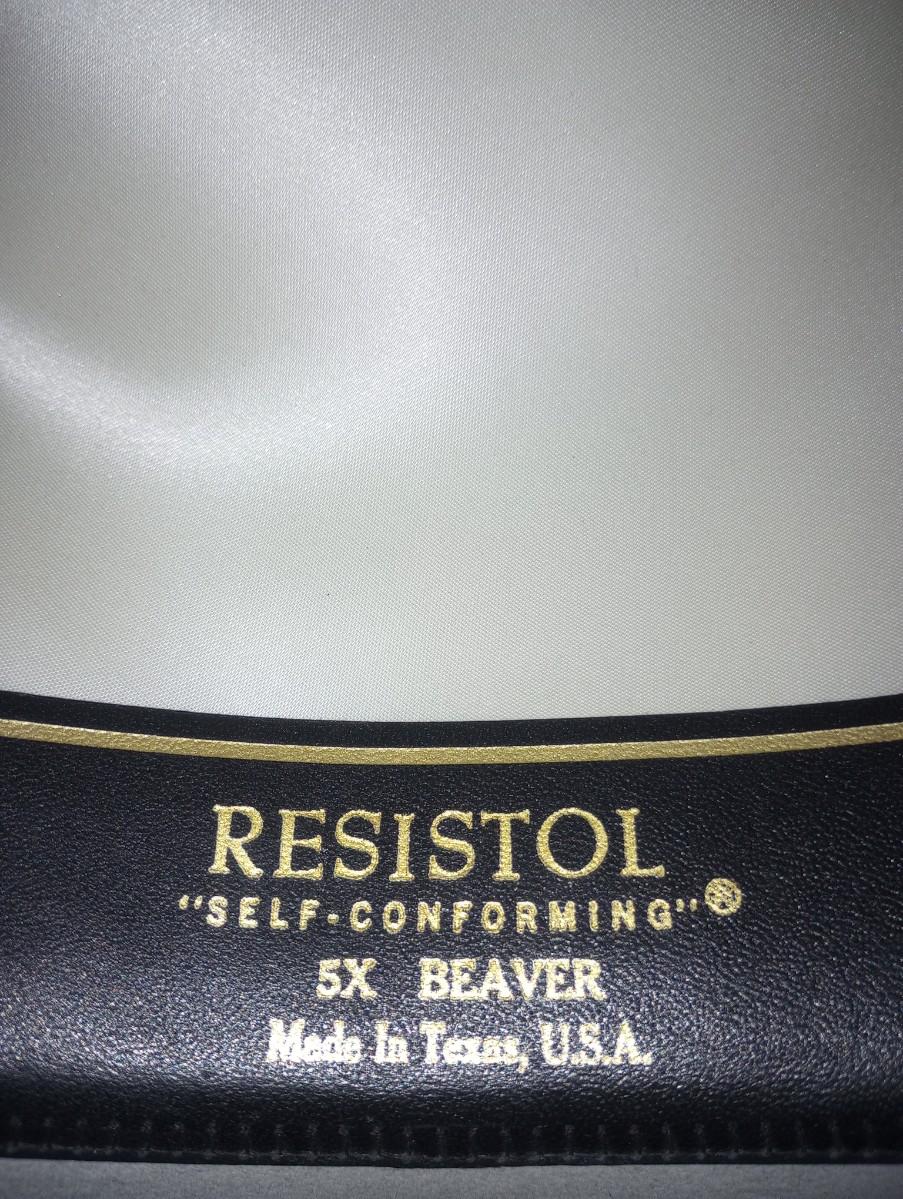 RESISTOL
"SELF-CONFORMING"®
5X BEAVER
Made In Texas, U.S.A.